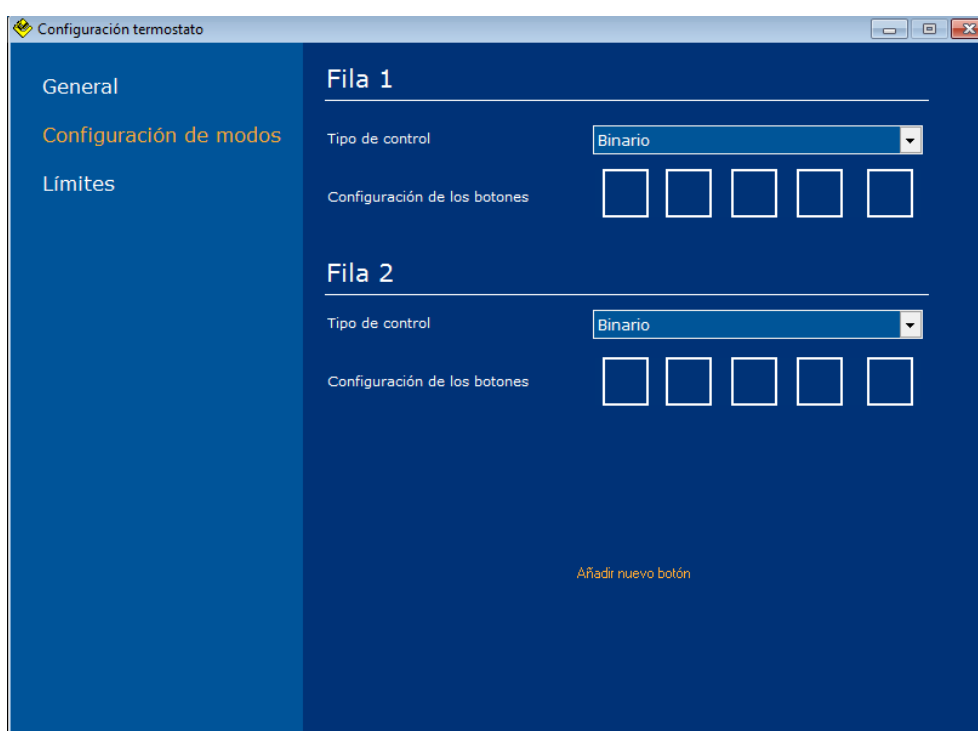 Configuración termostato
General
Configuración de modos
Límites
Fila 1
Tipo de control
Binario
Configuración de los botones
Fila 2
Tipo de control
Binario
Configuración de los botones
Añadir nuevo botón